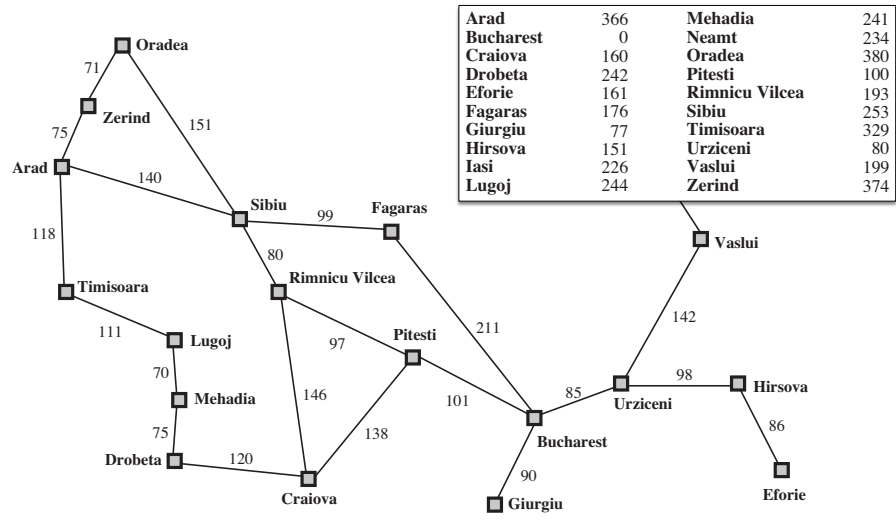 Arad 366 Mehadia 241
Bucharest 0 Neamt 234
Craiova 160 Oradea 380
Drobeta 242 Pitesti 100
Eforie 161 Rimnicu Vilcea 193
Fagaras 176 Sibiu 253
Giurgiu 77 Timisoara 329
Hirsova 151 Urziceni 80
Iasi 226 Vaslui 199
Lugoj 244 Zerind 374
Oradea
71
Zerind
75
151
Arad
140
Sibiu
99
Fagaras
118
80
Vaslui
Timisoara
Rimnicu Vilcea
111
Lugoj
97
Pitesti
211
142
70
Mehadia
146
101
85
98
Hirsova
Urziceni
75
138
Bucharest
86
Drobeta
120
90
Craiova
Giurgiu
Eforie